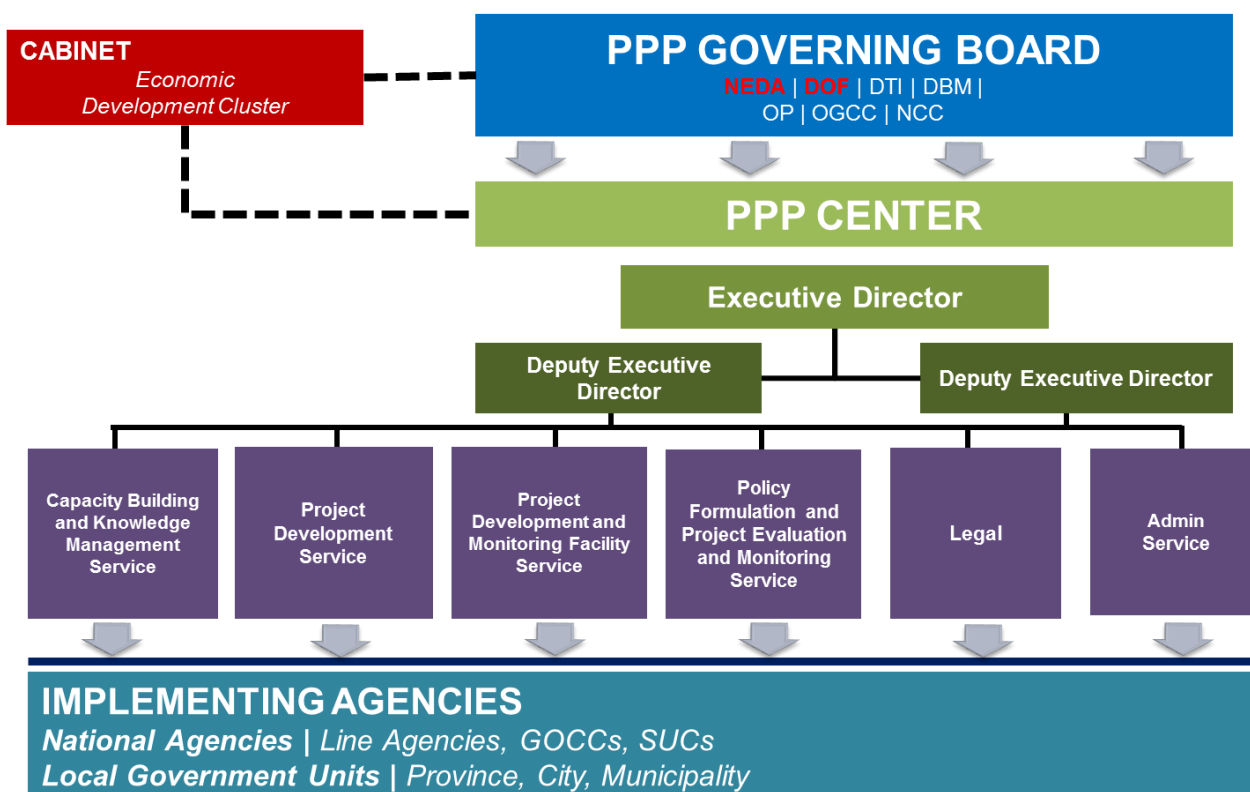 CABINET
Economic
Development Cluster
PPP GOVERNING BOARD
NEDA | DOF | DTI | DBM |
OP | OGCC | NCC
PPP CENTER
Executive Director
Deputy Executive
Director
Deputy Executive Director
Capacity Building
and Knowledge
Management
Service
Project
Development
Service
Project
Development and
Monitoring Facility
Service
Policy
Formulation and
Project Evaluation
and Monitoring
Service
Legal
Admin
Service
IMPLEMENTING AGENCIES
National Agencies | Line Agencies, GOCCs, SUCs
Local Government Units | Province, City, Municipality